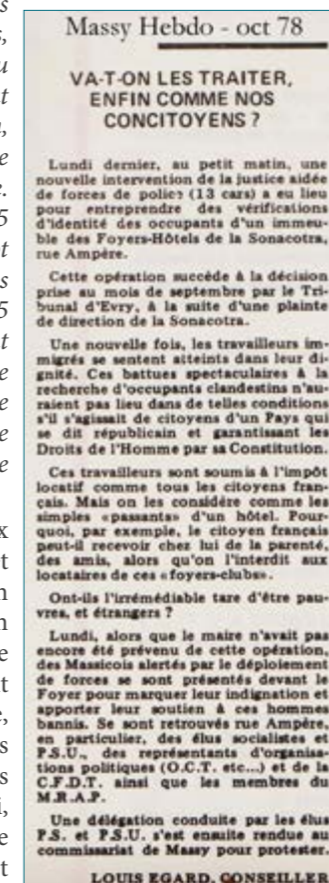 s
s,
u
t
,
e
e.
5
t
s
5
t
e
e
e
e
x
t
n
n
e
t
e,
s
s
i,
e
t
Massy Hebdo - oct 78
VA-T-ON LES TRAITER,
ENFIN COMME NOS
CONCITOYENS ?
Lundi dernier, au petit matin, une
nouvelle intervention de la justice aidée
de forces de police (13 cars) a eu lieu
pour entreprendre des vérifications
d'identité des occupants d'un immeu-
ble des Foyers-Hôtels de la Sonacotra,
rue Ampère.
Cette opération succéde à la décision
prise au mois de septembre par le Tri-
bunal d'Evry, à la suite d'une plainte
de direction de la Sonacotra.
Une nouvelle fois, les travailleurs im-
migrés se sentent atteints dans leur di-
gnité. Ces battues spectaculaires à la
recherche d'occupants clandestins n'au-
raient pas lieu dans de telles conditions
s'il s'agissait de citoyens d'un Pays qui
se dit républicain et garantissant les
Droits de l'Homme par sa Constitution.
Ces travailleurs sont soumis à l'impôt
locatif comme tous les citoyens fran-
çais. Mais on les considère comme les
simples «passants» d'un hôtel. Pour-
quoi, par exemple, le citoyen français
peut-il recevoir chez lui de la parenté,
des amis, alors qu'on l'interdit aux
locataires de ces «foyers-clubs».
Ont-ils l'irrémédiable tare d'être pau-
vres, et étrangers ?
Lundi, alors que le maire n'avait pas
encore été prévenu de cette opération,
des Massicois alertés par le déploiement
de forces se sont présentés devant le
Foyer pour marquer leur indignation et
apporter leur soutien à ces hommes
bannis. Se sont retrouvés rue Ampère,
en particulier, des élus socialistes et
P.S.U., des représentants d'organisa-
tions politiques (O.C.T. etc...) et de la
C.F.D.T. ainsi que les membres du
M.R.A.P.
Une délégation conduite par les élus
P.S. et P.S.U. s'est ensuite rendue au
commissariat de Massy pour protester.
LOUIS EGARD, CONSEILLER